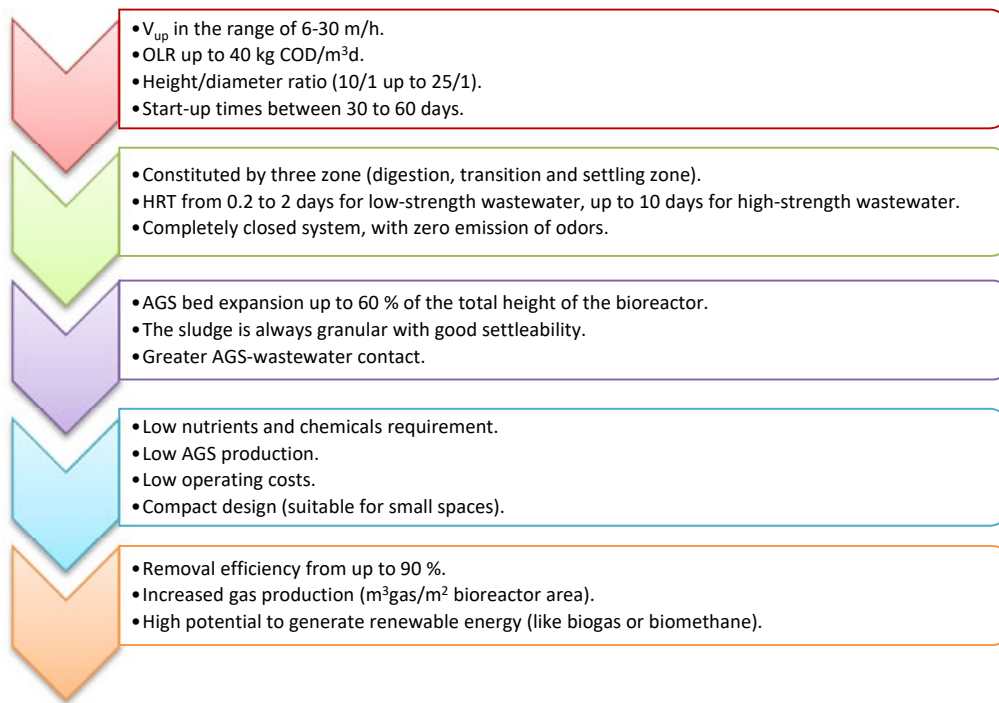 •V_up in the range of 6-30 m/h.
•OLR up to 40 kg COD/m³d.
•Height/diameter ratio (10/1 up to 25/1).
•Start-up times between 30 to 60 days.
•Constituted by three zone (digestion, transition and settling zone).
•HRT from 0.2 to 2 days for low-strength wastewater, up to 10 days for high-strength wastewater.
•Completely closed system, with zero emission of odors.
•AGS bed expansion up to 60 % of the total height of the bioreactor.
•The sludge is always granular with good settleability.
•Greater AGS-wastewater contact.
•Low nutrients and chemicals requirement.
•Low AGS production.
•Low operating costs.
•Compact design (suitable for small spaces).
•Removal efficiency from up to 90 %.
•Increased gas production (m³gas/m² bioreactor area).
•High potential to generate renewable energy (like biogas or biomethane).